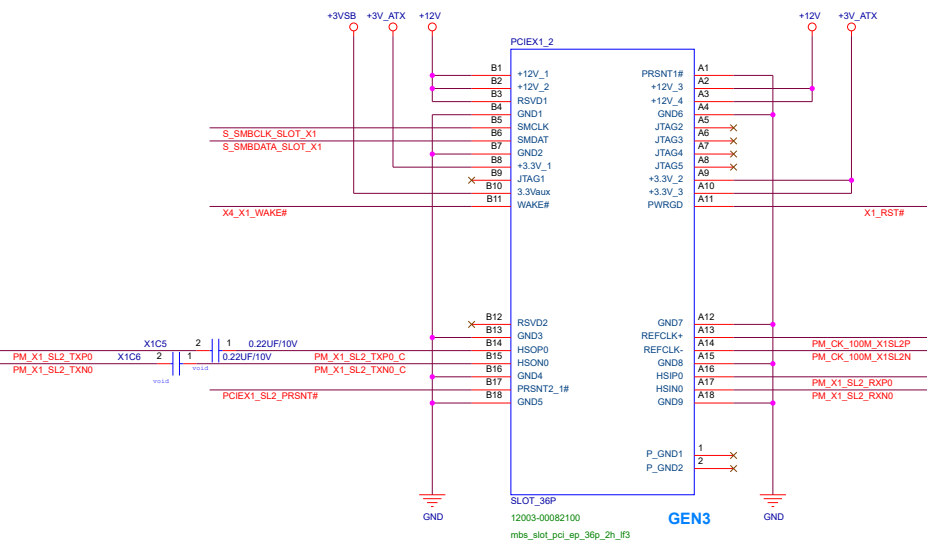 +3VSB +3V_ATX +12V +12V +3V_ATX
PCIEX1_2
B1 +12V_1 PRSNT1# A1
B2 +12V_2 +12V_3 A2
B3 RSVD1 +12V_4 A3
B4 GND1 GND6 A4
B5 SMCLK JTAG2 A5
S_SMBCLK_SLOT_X1 B6 SMDAT JTAG3 A6
S_SMBDATA_SLOT_X1 B7 GND2 JTAG4 A7
B8 +3.3V_1 JTAG5 A8
B9 JTAG1 +3.3V_2 A9
B10 3.3Vaux +3.3V_3 A10
B11 WAKE# PWRGD A11
X4_X1_WAKE# X1_RST#
B12 RSVD2 GND7 A12
B13 GND3 REFCLK+ A13
X1C5 2 1 0.22UF/10V B14 HSOP0 REFCLK- A14 PM_CK_100M_X1SL2P
PM_X1_SL2_TXP0 X1C6 2 1 0.22UF/10V PM_X1_SL2_TXP0_C B15 HSON0 GND8 A15 PM_CK_100M_X1SL2N
PM_X1_SL2_TXN0 void PM_X1_SL2_TXN0_C B16 GND4 HSIP0 A16
void B17 PRSNT2_1# HSIN0 A17 PM_X1_SL2_RXP0
PCIEX1_SL2_PRSNT# B18 GND5 GND9 A18 PM_X1_SL2_RXN0
P_GND1 1
P_GND2 2
SLOT_36P
GND 12003-00082100 GEN3 GND
mbs_slot_pci_ep_36p_2h_lf3